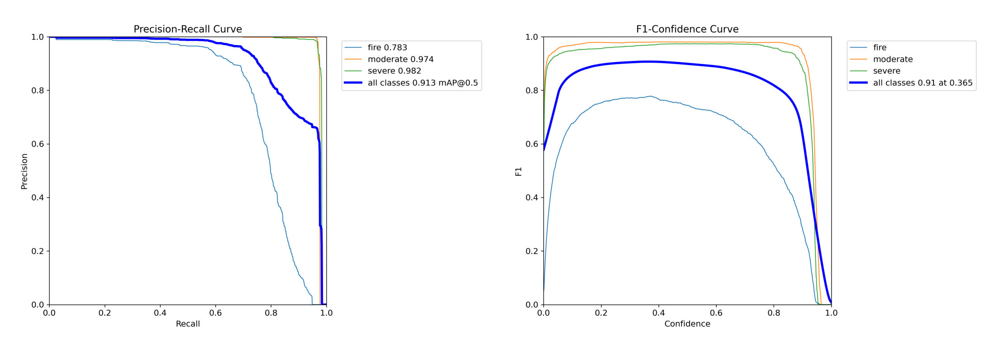 Precision-Recall Curve
1.0
0.8
0.6
0.4
0.2
0.0
Precision
0.0 0.2 0.4 0.6 0.8 1.0
Recall
fire 0.783
moderate 0.974
severe 0.982
all classes 0.913 mAP@0.5
F1-Confidence Curve
1.0
0.8
0.6
0.4
0.2
0.0
F1
0.0 0.2 0.4 0.6 0.8 1.0
Confidence
fire
moderate
severe
all classes 0.91 at 0.365